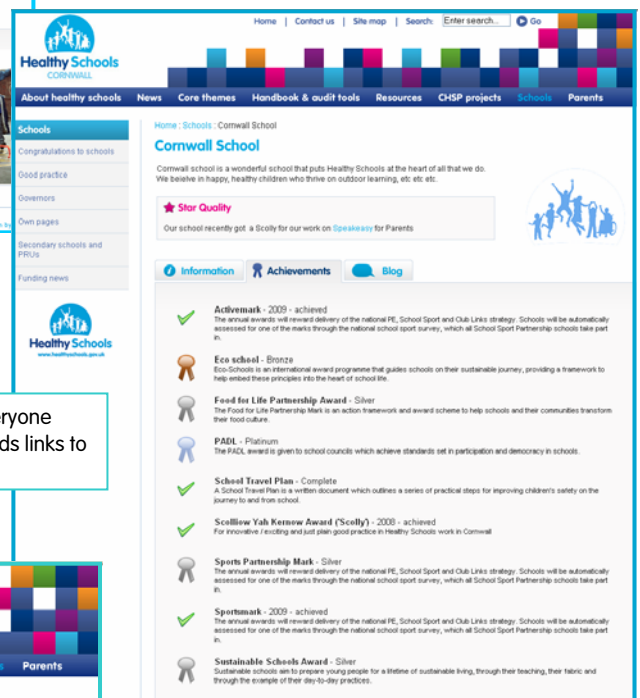 Home | Contact us | Site map | Search: Enter search... Go
Healthy Schools
CORNWALL
About healthy schools News Core themes Handbook & audit tools Resources CHSP projects Schools Parents
Schools
Congratulations to schools
Good practice
Governors
Own pages
Secondary schools and
PRUs
Funding news
Healthy Schools
www.healthyschools.gov.uk
Home : Schools : Cornwall School
Cornwall School
Cornwall school is a wonderful school that puts Healthy Schools at the heart of all that we do.
We beleive in happy, healthy children who thrive on outdoor learning, etc etc etc.
Star Quality
Our school recently got a Scolly for our work on Speakeasy for Parents
Information Achievements Blog
Activemark - 2009 - achieved
The annual awards will reward delivery of the national PE, School Sport and Club Links strategy. Schools will be automatically
assessed for one of the marks through the national school sport survey, which all School Sport Partnership schools take part
in.
Eco school - Bronze
Eco-Schools is an international award programme that guides schools on their sustainable journey, providing a framework to
help embed these principles into the heart of school life.
Food for Life Partnership Award - Silver
The Food for Life Partnership Mark is an action framework and award scheme to help schools and their communities transform
their food culture.
PADL - Platinum
The PADL award is given to school councils which achieve standards set in participation and democracy in schools.
School Travel Plan - Complete
A School Travel Plan is a written document which outlines a series of practical steps for improving children's safety on the
journey to and from school.
Scolliow Yah Kernow Award ('Scolly') - 2008 - achieved
For innovative / exciting and just plain good practice in Healthy Schools work in Cornwall
Sports Partnership Mark - Silver
The annual awards will reward delivery of the national PE, School Sport and Club Links strategy. Schools will be automatically
assessed for one of the marks through the national school sport survey, which all School Sport Partnership schools take part
in.
Sportsmark - 2009 - achieved
The annual awards will reward delivery of the national PE, School Sport and Club Links strategy. Schools will be automatically
assessed for one of the marks through the national school sport survey, which all School Sport Partnership schools take part
in.
Sustainable Schools Award - Silver
Sustainable schools aim to prepare young people for a lifetime of sustainable living, through their teaching, their fabric and
through the example of their day-to-day practices.
eryone
ds links to
Parents